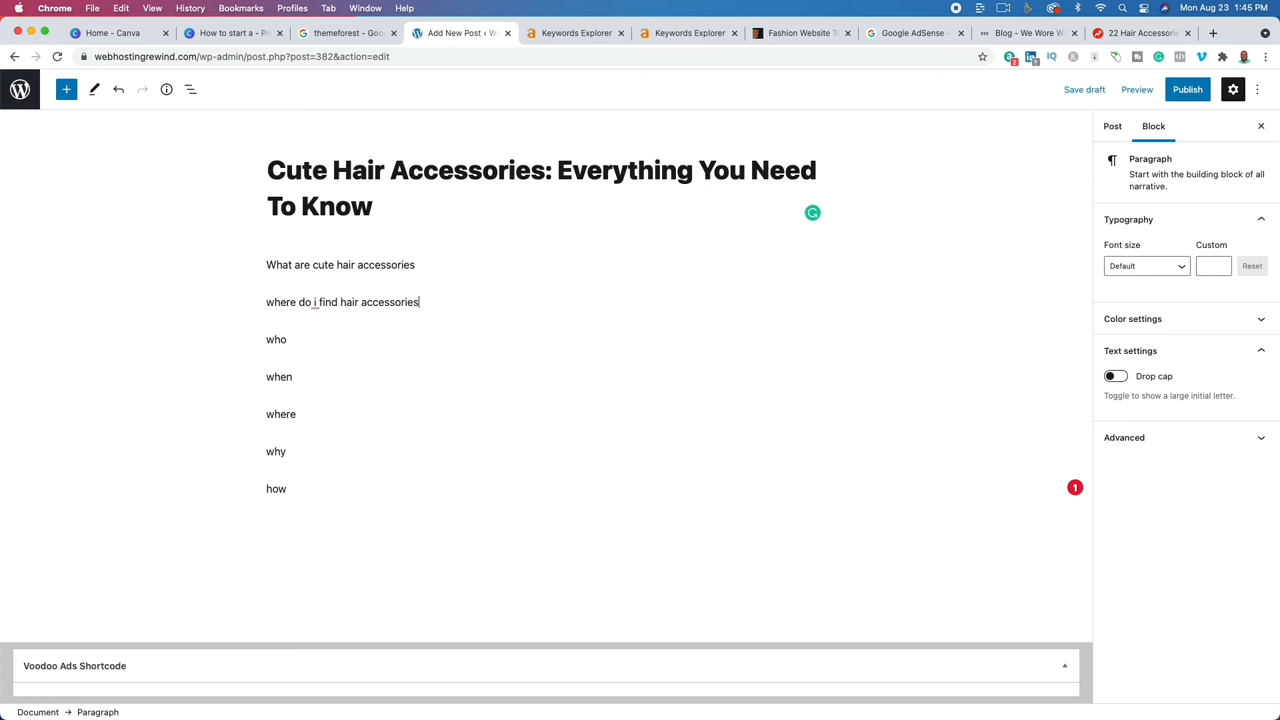 Chrome File Edit View History Bookmarks Profiles Tab Window Help
Mon Aug 9 1:45 PM
Home - Canva
How to start a - P
themeforest - Goo
Add New Post ‹ W
Keywords Explorer
Keywords Explorer
Fashion Website T
Google AdSense -
Blog - We Wore W
22 Hair Accessorie
webhostingrewind.com/wp-admin/post.php?post=382&action=edit
Save draft Preview Publish
Post Block
Cute Hair Accessories: Everything You Need
To Know
What are cute hair accessories
where do i find hair accessories
who
when
where
why
how
Paragraph
Start with the building block of all
narrative.
Typography
Font size Custom
Default Reset
Color settings
Text settings
Drop cap
Toggle to show a large initial letter.
Advanced
1
Voodoo Ads Shortcode
Document → Paragraph